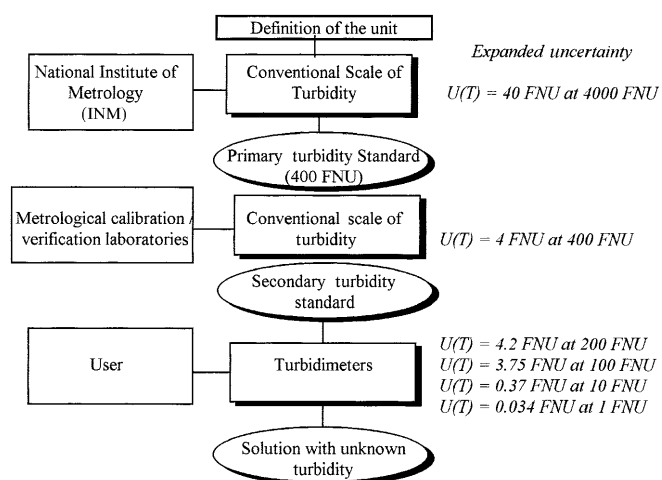 Definition of the unit
Expanded uncertainty
National Institute of
Metrology
(INM)
Conventional Scale of
Turbidity
U(T) = 40 FNU at 4000 FNU
Primary turbidity Standard
(400 FNU)
Metrological calibration /
verification laboratories
Conventional scale of
turbidity
U(T) = 4 FNU at 400 FNU
Secondary turbidity
standard
User
Turbidimeters
U(T) = 4.2 FNU at 200 FNU
U(T) = 3.75 FNU at 100 FNU
U(T) = 0.37 FNU at 10 FNU
U(T) = 0.034 FNU at 1 FNU
Solution with unknown
turbidity